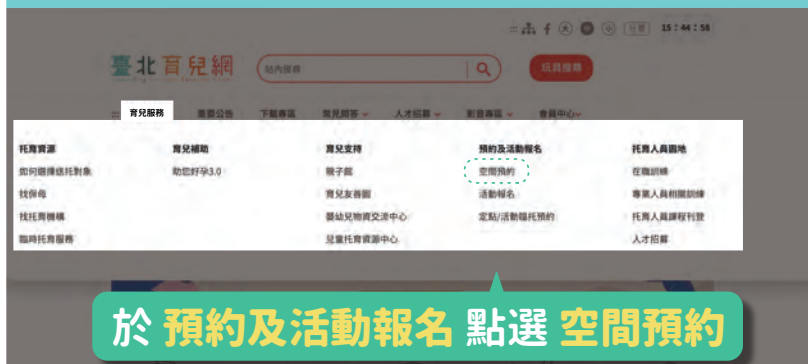 15:44:58
臺北育兒網
站內搜尋
玩具搜尋
育兒服務 重要公告 下載專區 常見問答 人才招募 影音專區 會員中心
托育資源 育兒補助 育兒支持 預約及活動報名 托育人員園地
如何選擇送托對象 助您好孕3.0 親子館 空間預約 在職訓練
找保母 育兒友善園 活動報名 專業人員相關訓練
找托育機構 嬰幼兒物資交流中心 定點/活動臨托預約 托育人員課程刊登
臨時托育服務 兒童托育資源中心 人才招募
於 預約及活動報名 點選 空間預約